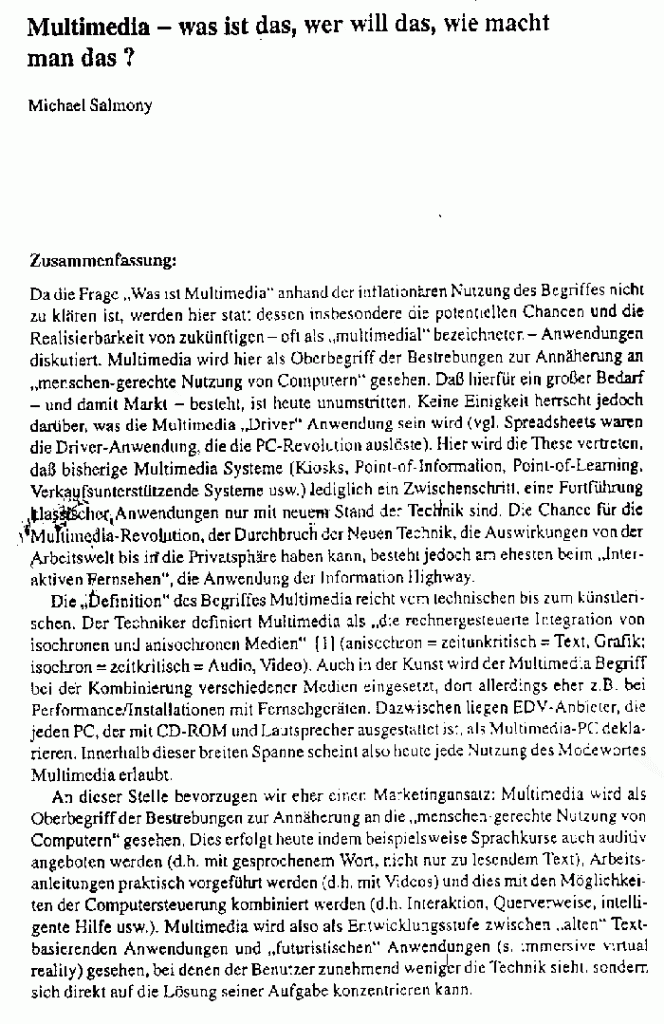 Multimedia – was ist das, wer will das, wie macht
man das ?
Michael Salmony
Zusammenfassung:
Da die Frage „Was ist Multimedia“ anhand der inflationären Nutzung des Begriffes nicht
zu klären ist, werden hier statt dessen insbesondere die potentiellen Chancen und die
Realisierbarkeit von zukünftigen – oft als „multimedial“ bezeichneten – Anwendungen
diskutiert. Multimedia wird hier als Oberbegriff der Bestrebungen zur Annäherung an
„menschen-gerechte Nutzung von Computern“ gesehen. Daß hierfür ein großer Bedarf
– und damit Markt – besteht, ist heute unumstritten. Keine Einigkeit herrscht jedoch
darüber, was die Multimedia „Driver“ Anwendung sein wird (vgl. Spreadsheets waren
die Driver-Anwendung, die die PC-Revolution auslöste). Hier wird die These vertreten,
daß bisherige Multimedia Systeme (Kiosks, Point-of-Information, Point-of-Learning,
Verkaufsunterstützende Systeme usw.) lediglich ein Zwischenschritt, eine Fortführung
klassischer Anwendungen nur mit neuem Stand der Technik sind. Die Chance für die
Multimedia-Revolution, der Durchbruch der Neuen Technik, die Auswirkungen von der
Arbeitswelt bis in die Privatsphäre haben kann, besteht jedoch am ehesten beim „Inter-
aktiven Fernsehen“, die Anwendung der Information Highway.
Die „Definition“ des Begriffes Multimedia reicht vom technischen bis zum künstleri-
schen. Der Techniker definiert Multimedia als „die rechnergesteuerte Integration von
isochronen und anisochronen Medien“ [1] (anisochron = zeitunkritisch = Text, Grafik;
isochron = zeitkritisch = Audio, Video). Auch in der Kunst wird der Multimedia Begriff
bei der Kombinierung verschiedener Medien eingesetzt, dort allerdings eher z.B. bei
Performance/Installationen mit Fernsehgeräten. Dazwischen liegen EDV-Anbieter, die
jeden PC, der mit CD-ROM und Lautsprecher ausgestattet ist, als Multimedia-PC dekla-
rieren. Innerhalb dieser breiten Spanne scheint also heute jede Nutzung des Modewortes
Multimedia erlaubt.
An dieser Stelle bevorzugen wir eher einen Marketingansatz: Multimedia wird als
Oberbegriff der Bestrebungen zur Annäherung an die „menschen-gerechte Nutzung von
Computern“ gesehen. Dies erfolgt heute indem beispielsweise Sprachkurse auch auditiv
angeboten werden (d.h. mit gesprochenem Wort, nicht nur zu lesendem Text), Arbeits-
anleitungen praktisch vorgeführt werden (d.h. mit Videos) und dies mit den Möglichkei-
ten der Computersteuerung kombiniert werden (d.h. Interaktion, Querverweise, intelli-
gente Hilfe usw.). Multimedia wird also als Entwicklungsstufe zwischen „alten“ Text-
basierenden Anwendungen und „futuristischen“ Anwendungen (s. immersive virtual
reality) gesehen, bei denen der Benutzer zunehmend weniger die Technik sieht, sondern
sich direkt auf die Lösung seiner Aufgabe konzentrieren kann.